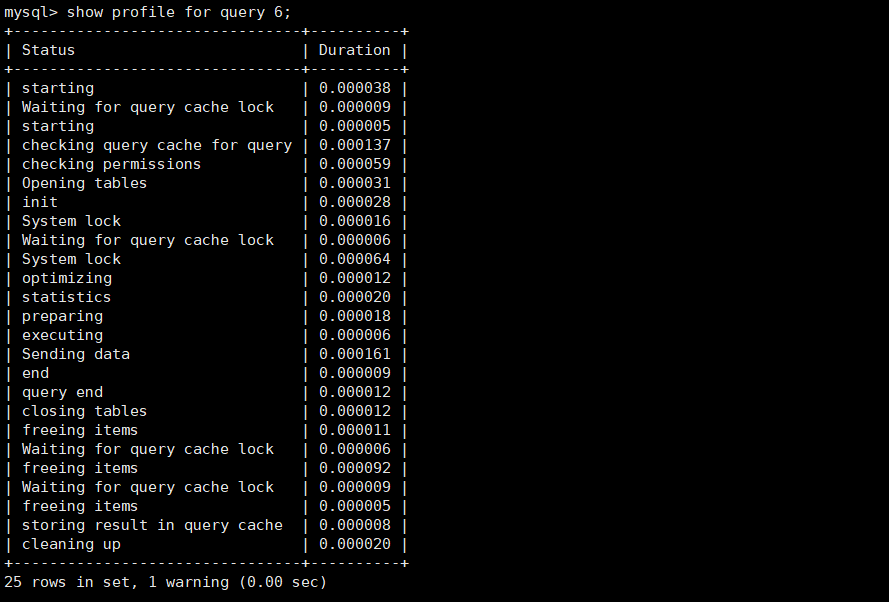 mysql> show profile for query 6;
+--------------------------------+----------+
| Status                         | Duration |
+--------------------------------+----------+
| starting                       | 0.000038 |
| Waiting for query cache lock   | 0.000009 |
| starting                       | 0.000005 |
| checking query cache for query | 0.000137 |
| checking permissions           | 0.000059 |
| Opening tables                 | 0.000031 |
| init                           | 0.000028 |
| System lock                    | 0.000016 |
| Waiting for query cache lock   | 0.000006 |
| System lock                    | 0.000064 |
| optimizing                     | 0.000012 |
| statistics                     | 0.000020 |
| preparing                      | 0.000018 |
| executing                      | 0.000006 |
| Sending data                   | 0.000161 |
| end                            | 0.000009 |
| query end                      | 0.000012 |
| closing tables                 | 0.000012 |
| freeing items                  | 0.000011 |
| Waiting for query cache lock   | 0.000006 |
| freeing items                  | 0.000092 |
| Waiting for query cache lock   | 0.000009 |
| freeing items                  | 0.000005 |
| storing result in query cache  | 0.000008 |
| cleaning up                    | 0.000020 |
+--------------------------------+----------+
25 rows in set, 1 warning (0.00 sec)